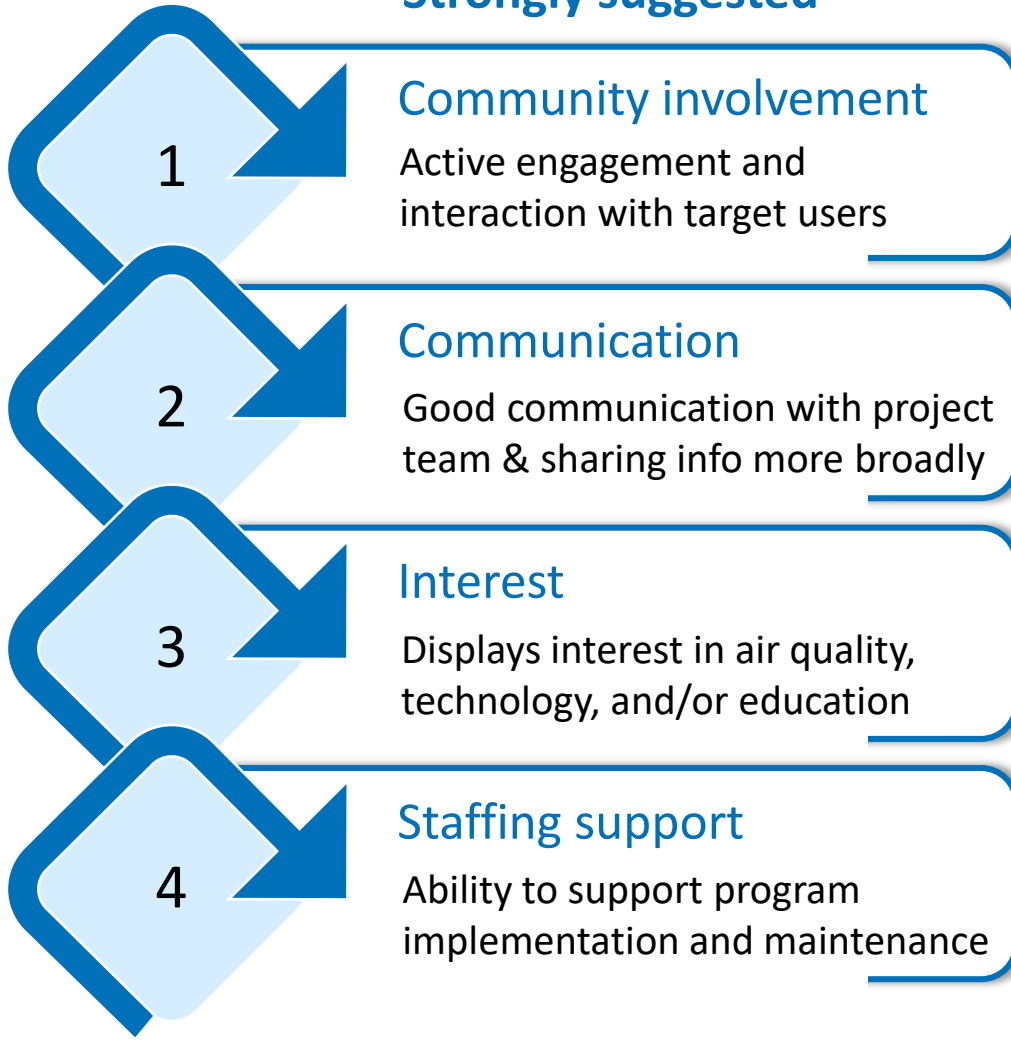 Strongly suggested
1
Community involvement
Active engagement and
interaction with target users
2
Communication
Good communication with project
team & sharing info more broadly
3
Interest
Displays interest in air quality,
technology, and/or education
4
Staffing support
Ability to support program
implementation and maintenance